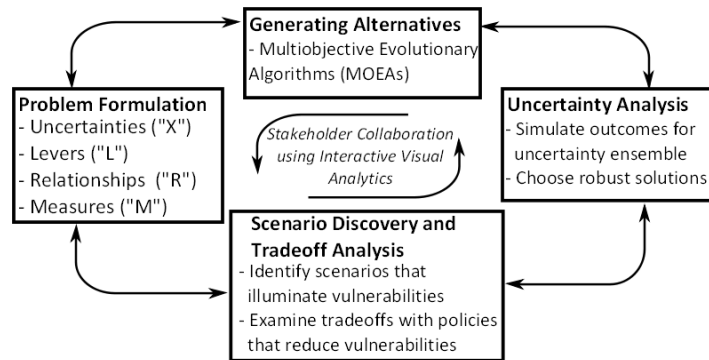 Generating Alternatives
- Multiobjective Evolutionary
Algorithms (MOEAs)
Problem Formulation
- Uncertainties ("X")
- Levers ("L")
- Relationships ("R")
- Measures ("M")
Stakeholder Collaboration
using Interactive Visual
Analytics
Uncertainty Analysis
- Simulate outcomes for
uncertainty ensemble
- Choose robust solutions
Scenario Discovery and
Tradeoff Analysis
- Identify scenarios that
illuminate vulnerabilities
- Examine tradeoffs with policies
that reduce vulnerabilities